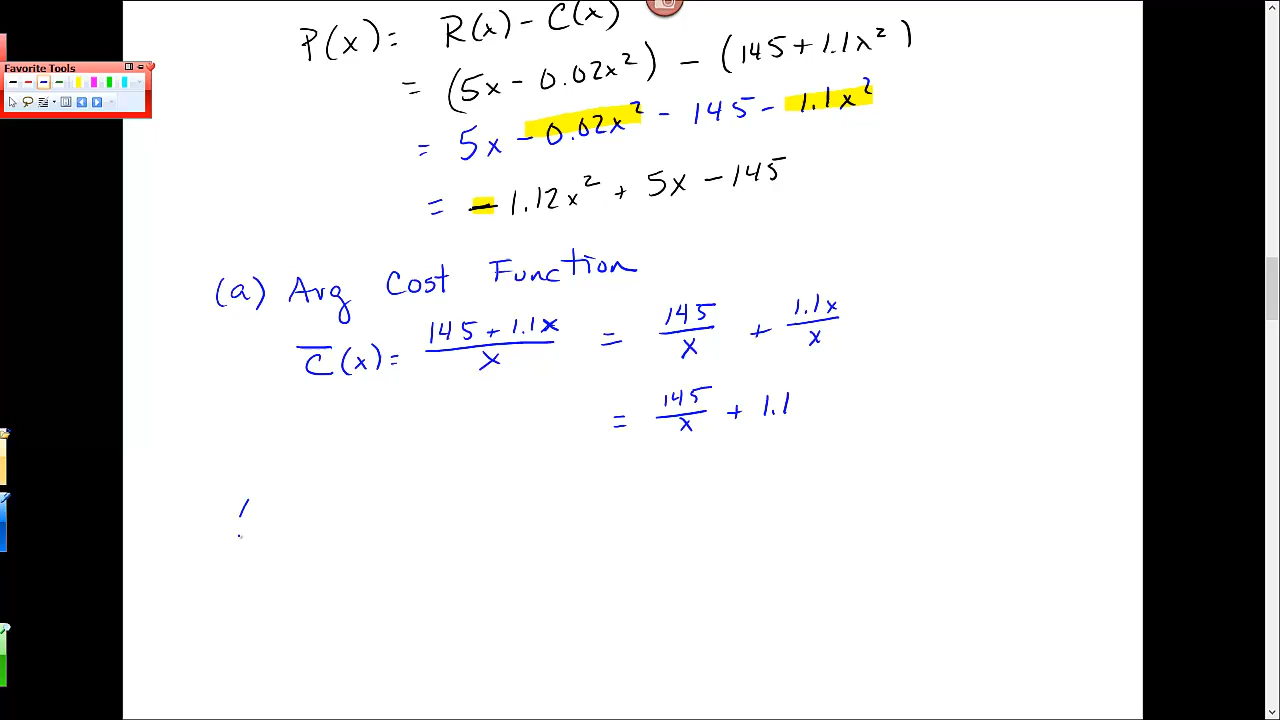 P(x) = R(x) - C(x)
= (5x - 0.02x²) - (145 + 1.1x²)
Favorite Tools
= 5x - 0.02x² - 145 - 1.1x²
= -1.12x² + 5x - 145
(a) Avg Cost Function
C̅(x) = (145 + 1.1x)/x = 145/x + 1.1x/x
= 145/x + 1.1